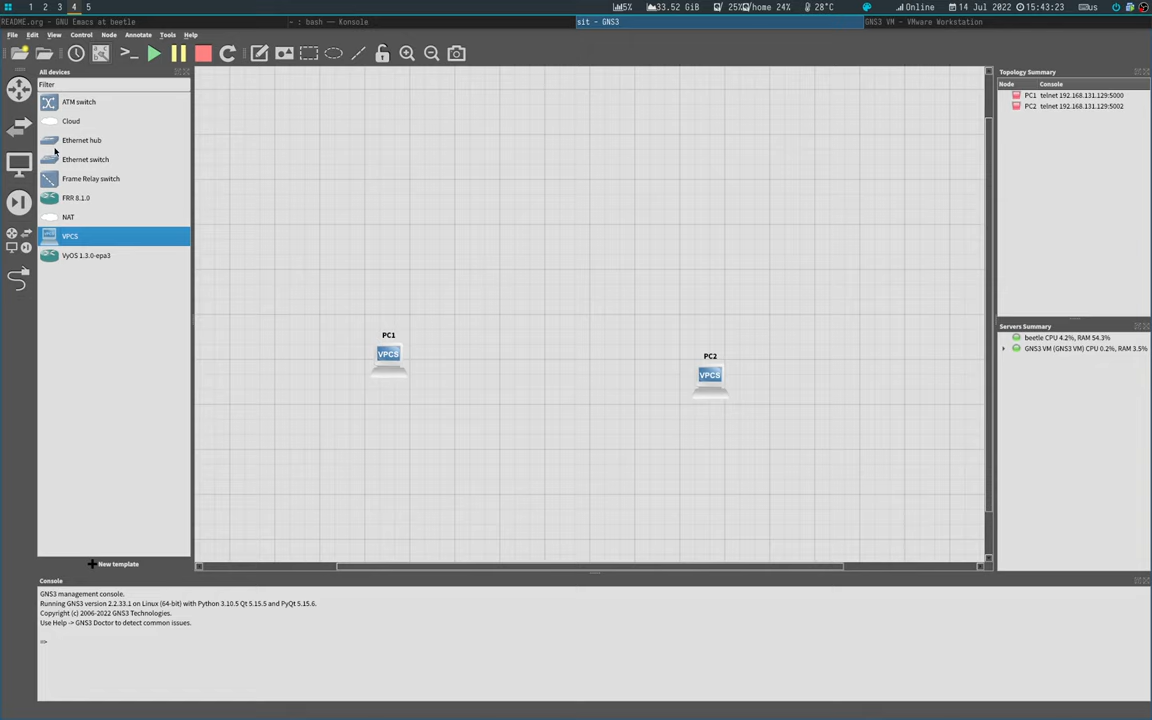 1 2 3 4 5
5% 33.52 GiB 25% /home 24% 28°C Online 14 Jul 2022 15:43:23 us
README.org - GNU Emacs at beetle
~ : bash — Konsole
sit - GNS3
GNS3 VM - VMware Workstation
File Edit View Control Node Annotate Tools Help
All devices
Filter
ATM switch
Cloud
Ethernet hub
Ethernet switch
Frame Relay switch
FRR 8.1.0
NAT
VPCS
VyOS 1.3.0-epa3
New template
PC1
VPCS
PC2
VPCS
Topology Summary
Node Console
PC1 telnet 192.168.131.129:5000
PC2 telnet 192.168.131.129:5002
Servers Summary
beetle CPU 4.2%, RAM 54.3%
GNS3 VM (GNS3 VM) CPU 0.2%, RAM 3.5%
Console
GNS3 management console.
Running GNS3 version 2.2.33.1 on Linux (64-bit) with Python 3.10.5 Qt 5.15.5 and PyQt 5.15.6.
Copyright (c) 2006-2022 GNS3 Technologies.
Use Help -> GNS3 Doctor to detect common issues.
=>